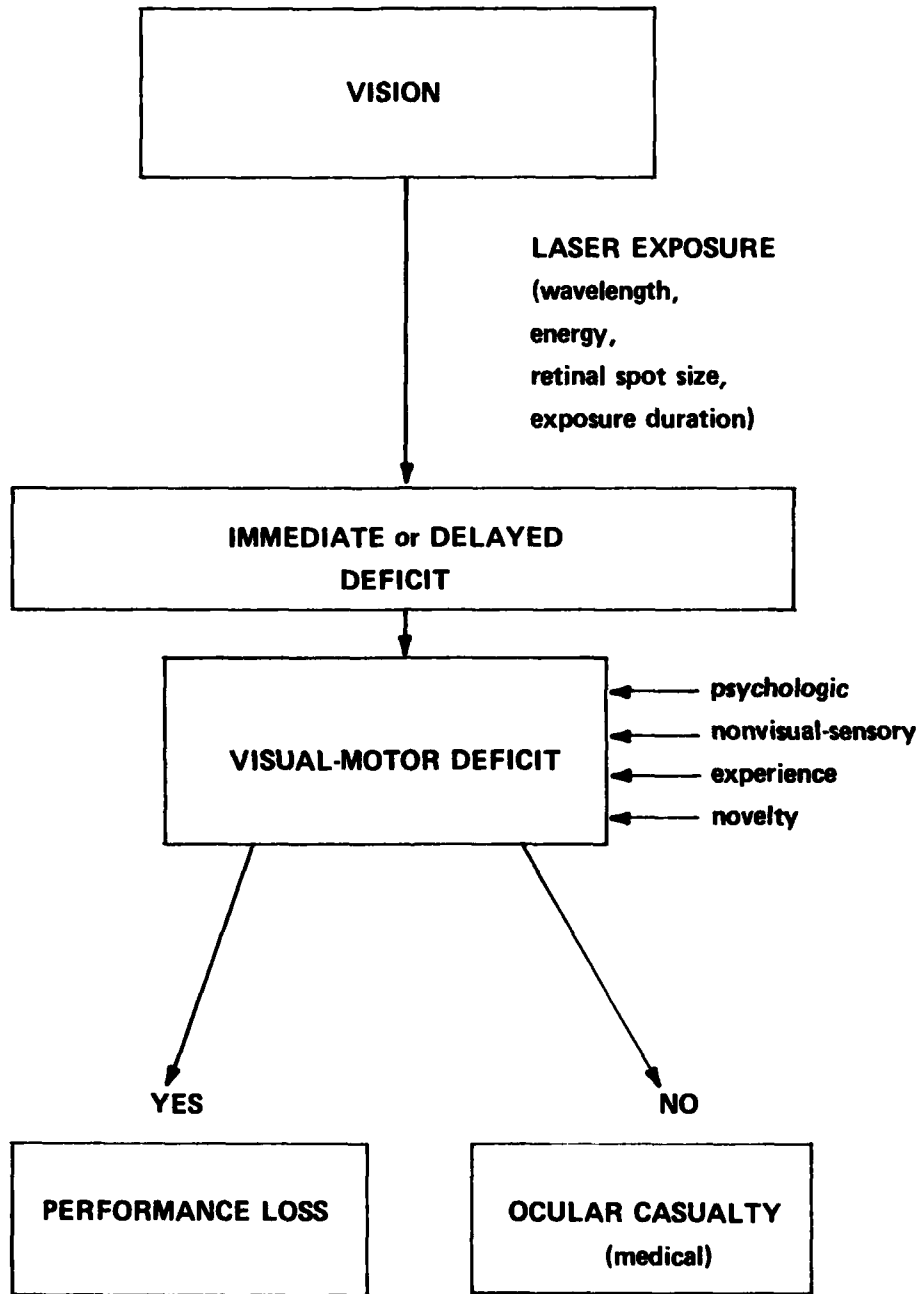 VISION
LASER EXPOSURE
(wavelength,
energy,
retinal spot size,
exposure duration)
IMMEDIATE or DELAYED
DEFICIT
VISUAL-MOTOR DEFICIT
psychologic
nonvisual-sensory
experience
novelty
YES
NO
PERFORMANCE LOSS
OCULAR CASUALTY
(medical)